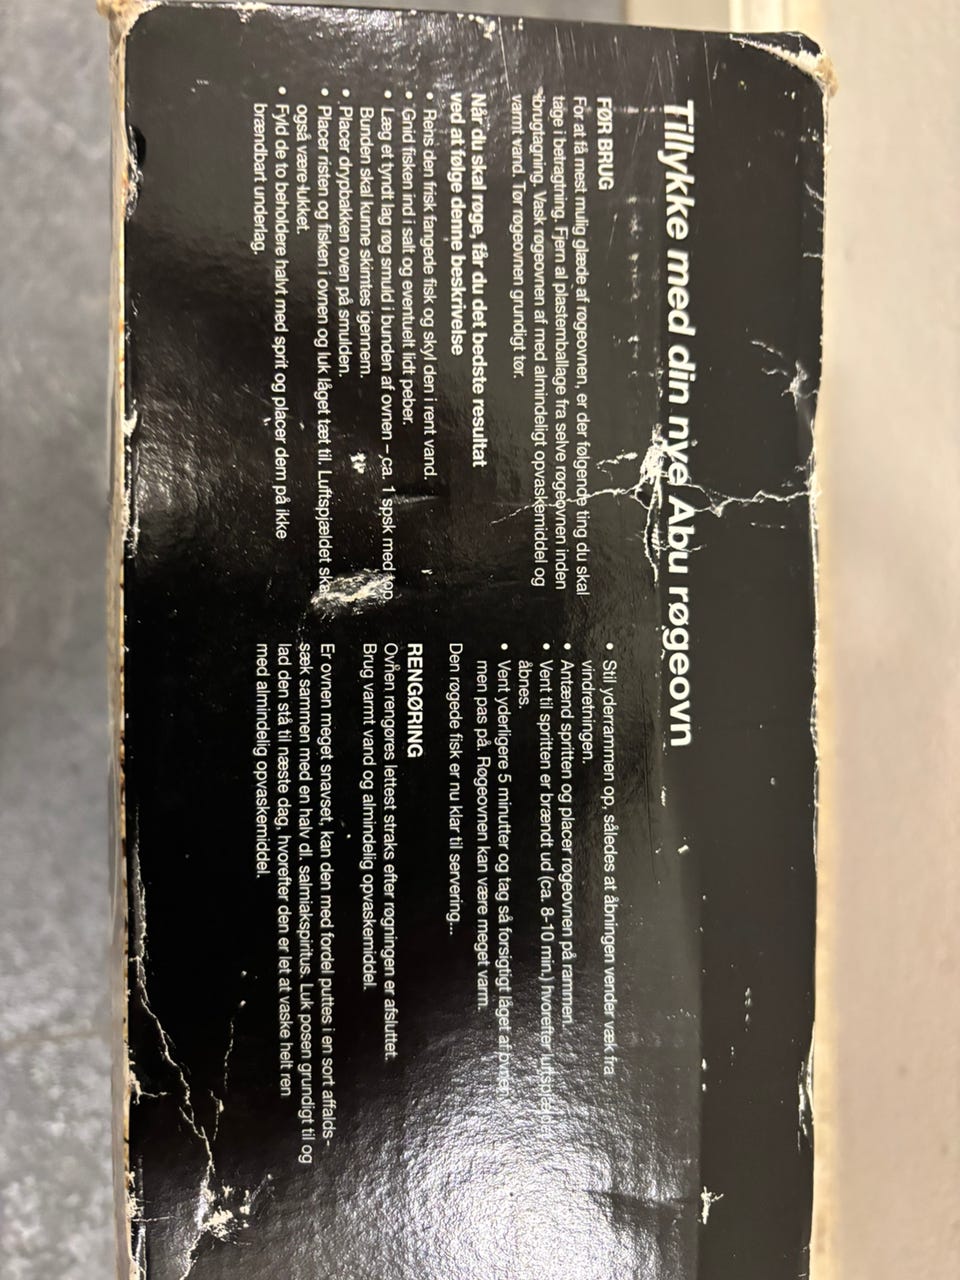 Tillykke med din nye Abu røgeovn
FØR BRUG
For at få mest mulig glæde af røgeovnen, er der følgende ting du skal
tage i betragtning. Fjern al plastemballage fra selve røgeovnen inden
ibrugtagning. Vask røgeovnen af med almindeligt opvaskemiddel og
varmt vand. Tør røgeovnen grundigt tør.
Når du skal røge, får du det bedste resultat
ved at følge denne beskrivelse
• Rens den frisk fangede fisk og skyl den i rent vand.
• Gnid fisken ind i salt og eventuelt lidt peber.
• Læg et tyndt lag røg smuld i bunden af ovnen – ca. 1 spsk med top.
Bunden skal kunne skimtes igennem.
• Placer drypbakken oven på smulden.
• Placer risten og fisken i ovnen og luk låget tæt til. Luftspjældet skal
også være lukket.
• Fyld de to beholdere halvt med sprit og placer dem på ikke
brændbart underlag.
• Stil yderrammen op, således at åbningen vender væk fra
vindretningen.
• Antænd spritten og placer røgeovnen på rammen.
• Vent til spritten er brændt ud (ca. 8-10 min.) hvorefter luftspjæld
åbnes.
• Vent yderligere 5 minutter og tag så forsigtigt låget af ovnen
men pas på. Røgeovnen kan være meget varm.
Den røgede fisk er nu klar til servering...
RENGØRING
Ovnen rengøres lettest straks efter røgningen er afsluttet.
Brug varmt vand og almindelig opvaskemiddel.
Er ovnen meget snavset, kan den med fordel puttes i en sort affalds-
sæk sammen med en halv dl. salmiakspiritus. Luk posen grundigt til og
lad den stå til næste dag, hvorefter den er let at vaske helt ren
med almindelig opvaskemiddel.